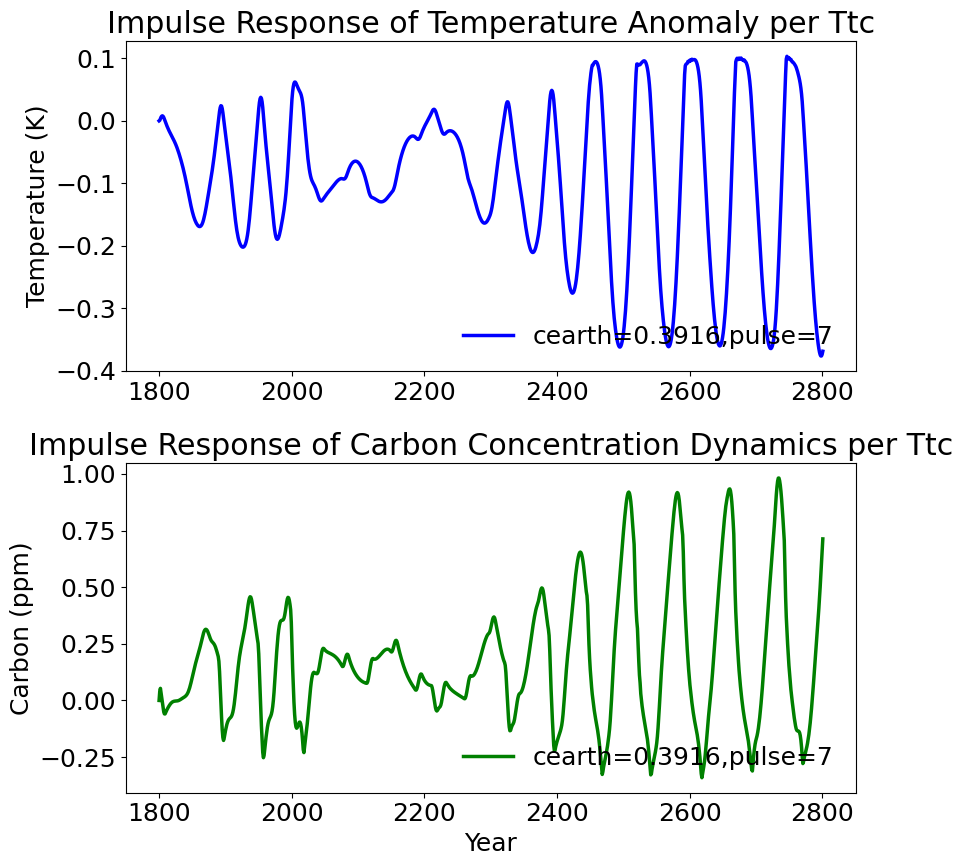 Impulse Response of Temperature Anomaly per Ttc
Temperature (K)
0.1
0.0
−0.1
−0.2
−0.3
−0.4
cearth=0.3916,pulse=7
1800 2000 2200 2400 2600 2800
Impulse Response of Carbon Concentration Dynamics per Ttc
Carbon (ppm)
1.00
0.75
0.50
0.25
0.00
−0.25
cearth=0.3916,pulse=7
1800 2000 2200 2400 2600 2800
Year